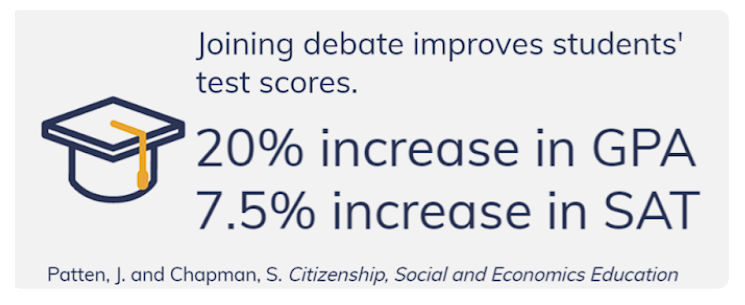 Joining debate improves students'
test scores.
20% increase in GPA
7.5% increase in SAT
Patten, J. and Chapman, S. Citizenship, Social and Economics Education